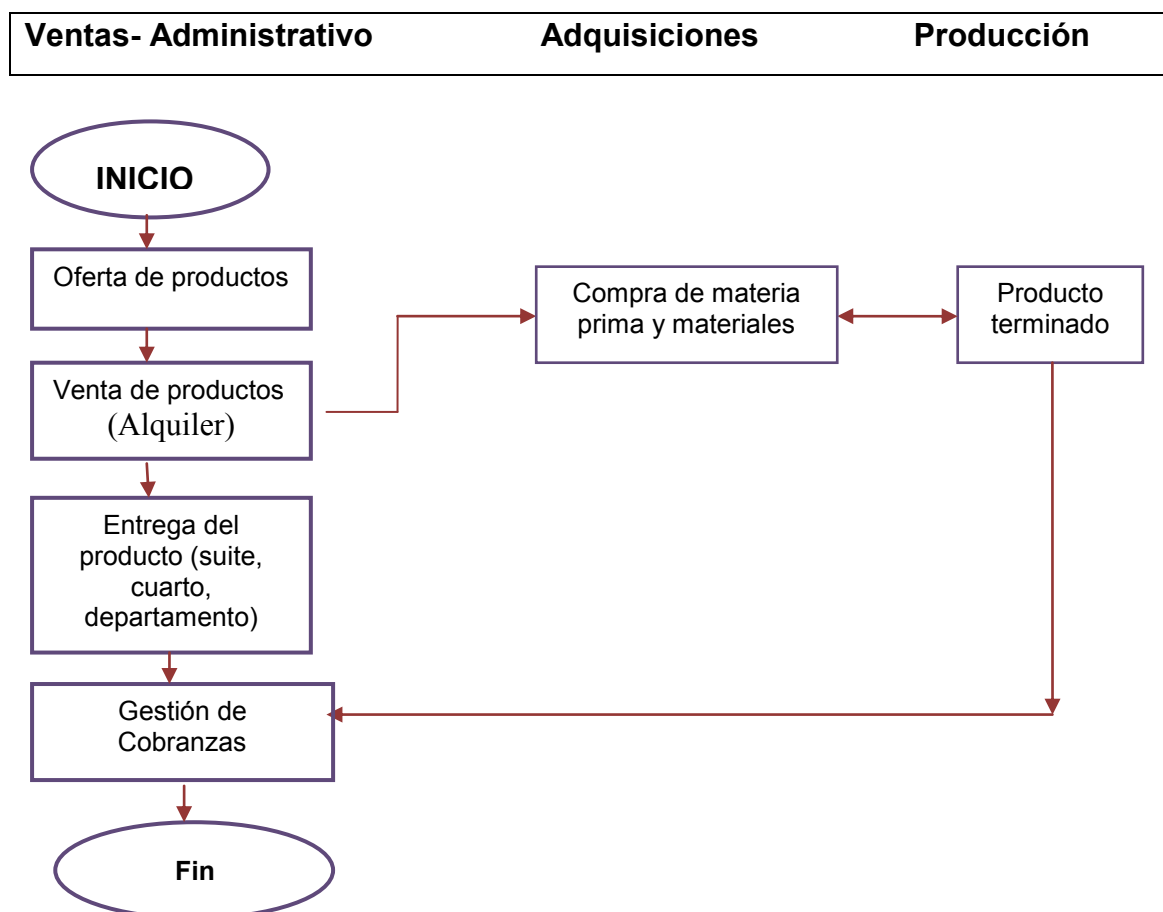 Ventas- Administrativo Adquisiciones Producción
INICIO
Oferta de productos
Compra de materia
prima y materiales
Producto
terminado
Venta de productos
(Alquiler)
Entrega del
producto (suite,
cuarto,
departamento)
Gestión de
Cobranzas
Fin